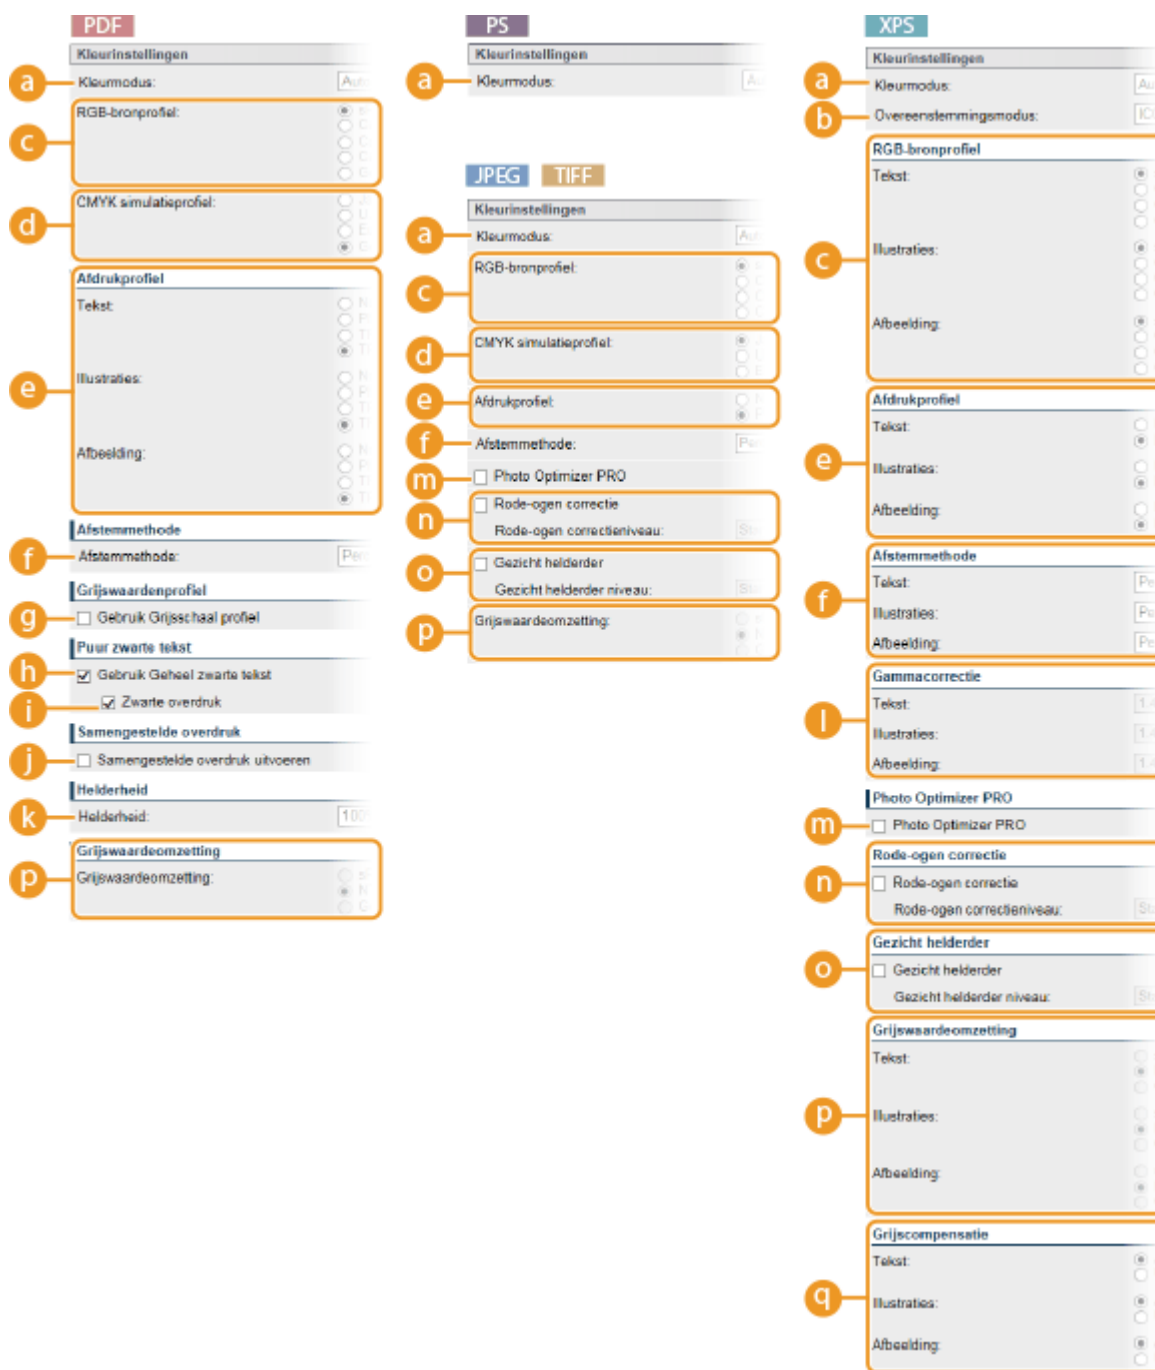 PDF
Kleurinstellingen
a
Kleurmodus:
c
RGB-bronprofiel:
d
CMYK simulatieprofiel:
Afdrukprofiel
Tekst:
e
Illustraties:
Afbeelding:
Afstemmethode
f
Afstemmethode:
Grijswaardenprofiel
g
Gebruik Grijsschaal profiel
Puur zwarte tekst
h
Gebruik Geheel zwarte tekst
i
Zwarte overdruk
Samengestelde overdruk
j
Samengestelde overdruk uitvoeren
Helderheid
k
Helderheid:
Grijswaardeomzetting
p
Grijswaardeomzetting:
PS
Kleurinstellingen
a
Kleurmodus:
JPEG TIFF
Kleurinstellingen
a
Kleurmodus:
c
RGB-bronprofiel:
d
CMYK simulatieprofiel:
e
Afdrukprofiel:
f
Afstemmethode:
m
Photo Optimizer PRO
n
Rode-ogen correctie
Rode-ogen correctieniveau:
o
Gezicht helderder
Gezicht helderder niveau:
p
Grijswaardeomzetting:
XPS
Kleurinstellingen
a
Kleurmodus:
b
Overeenstemmingsmodus:
RGB-bronprofiel
Tekst:
c
Illustraties:
Afbeelding:
Afdrukprofiel
Tekst:
e
Illustraties:
Afbeelding:
Afstemmethode
Tekst:
f
Illustraties:
Afbeelding:
Gammacorrectie
Tekst:
l
Illustraties:
Afbeelding:
Photo Optimizer PRO
m
Photo Optimizer PRO
Rode-ogen correctie
n
Rode-ogen correctie
Rode-ogen correctieniveau:
Gezicht helderder
o
Gezicht helderder
Gezicht helderder niveau:
Grijswaardeomzetting
Tekst:
p
Illustraties:
Afbeelding:
Grijscompensatie
Tekst:
q
Illustraties:
Afbeelding: